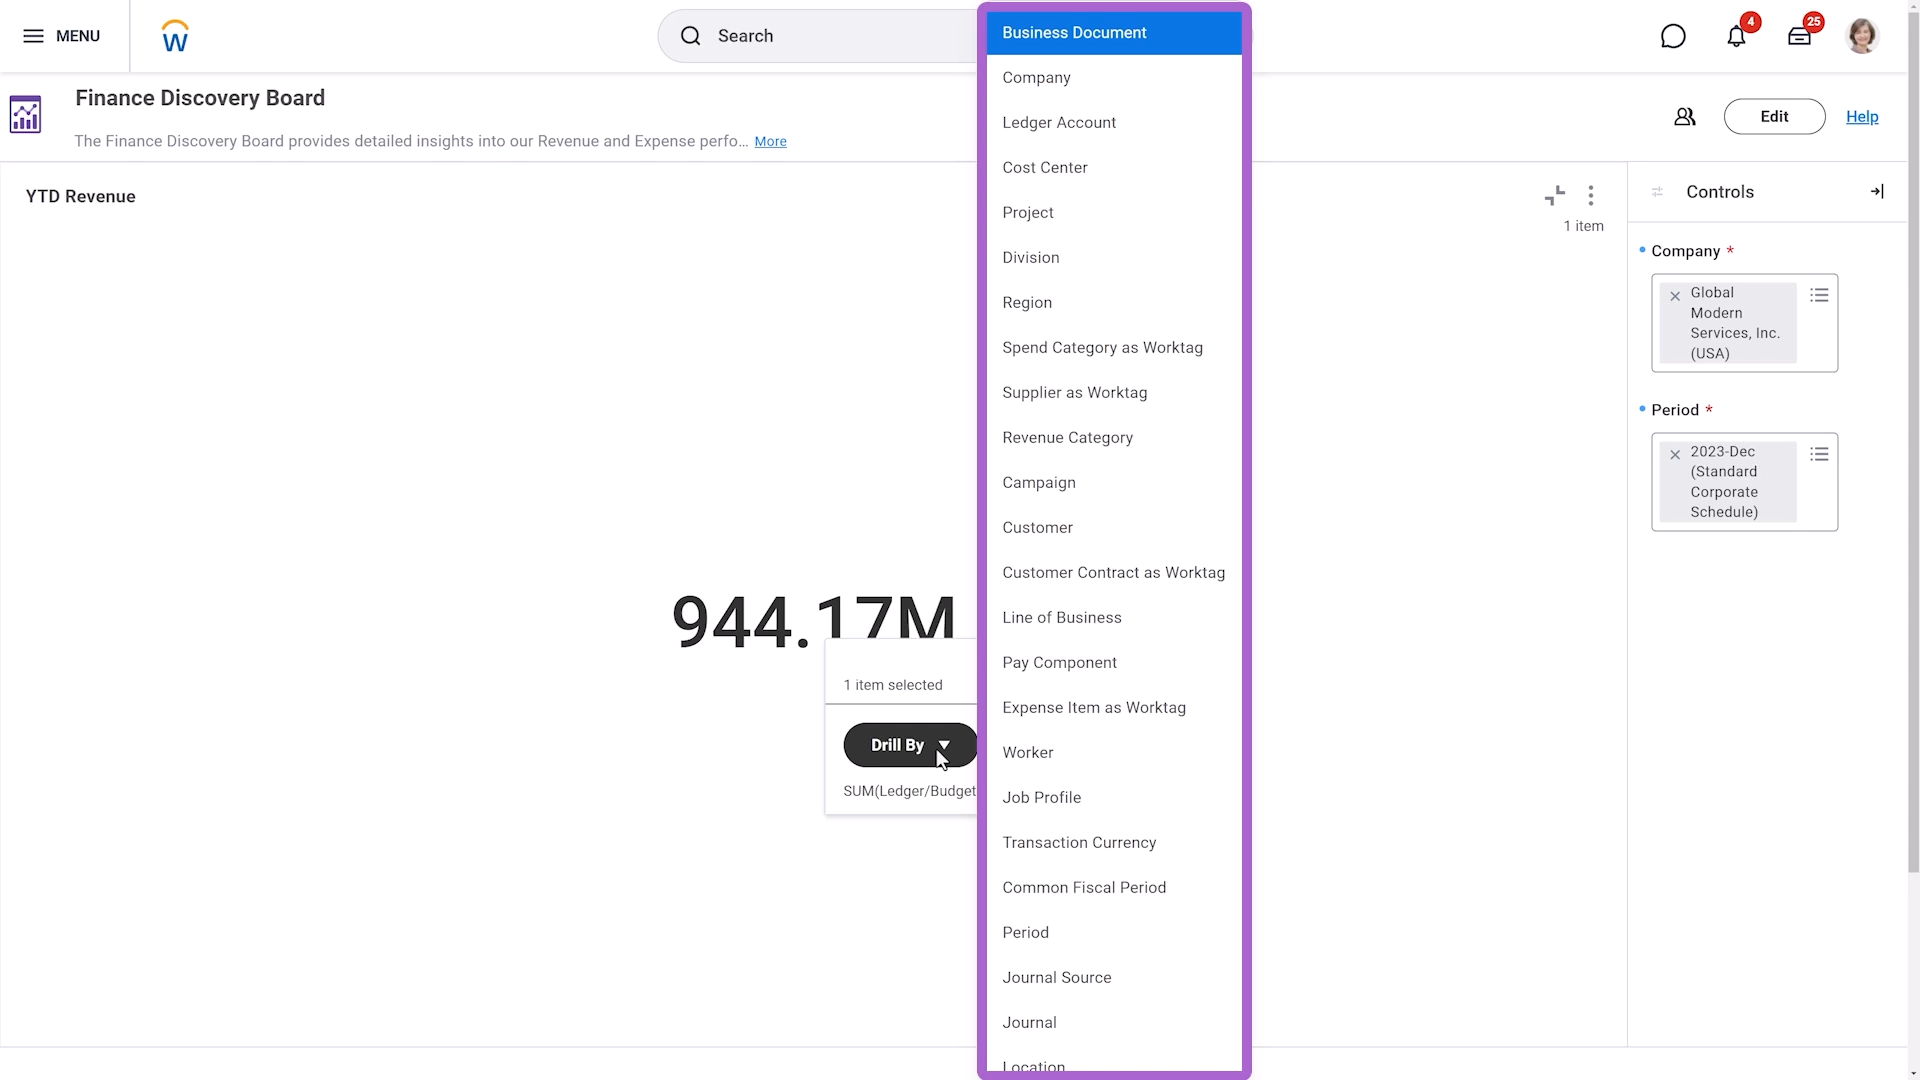 MENU
W
Search
4
25
Finance Discovery Board
The Finance Discovery Board provides detailed insights into our Revenue and Expense perfo... More
Edit
Help
YTD Revenue
1 item
944.17M
1 item selected
Drill By
SUM(Ledger/Budget
Business Document
Company
Ledger Account
Cost Center
Project
Division
Region
Spend Category as Worktag
Supplier as Worktag
Revenue Category
Campaign
Customer
Customer Contract as Worktag
Line of Business
Pay Component
Expense Item as Worktag
Worker
Job Profile
Transaction Currency
Common Fiscal Period
Period
Journal Source
Journal
Location
Controls
Company *
Global
Modern
Services, Inc.
(USA)
Period *
2023-Dec
(Standard
Corporate
Schedule)